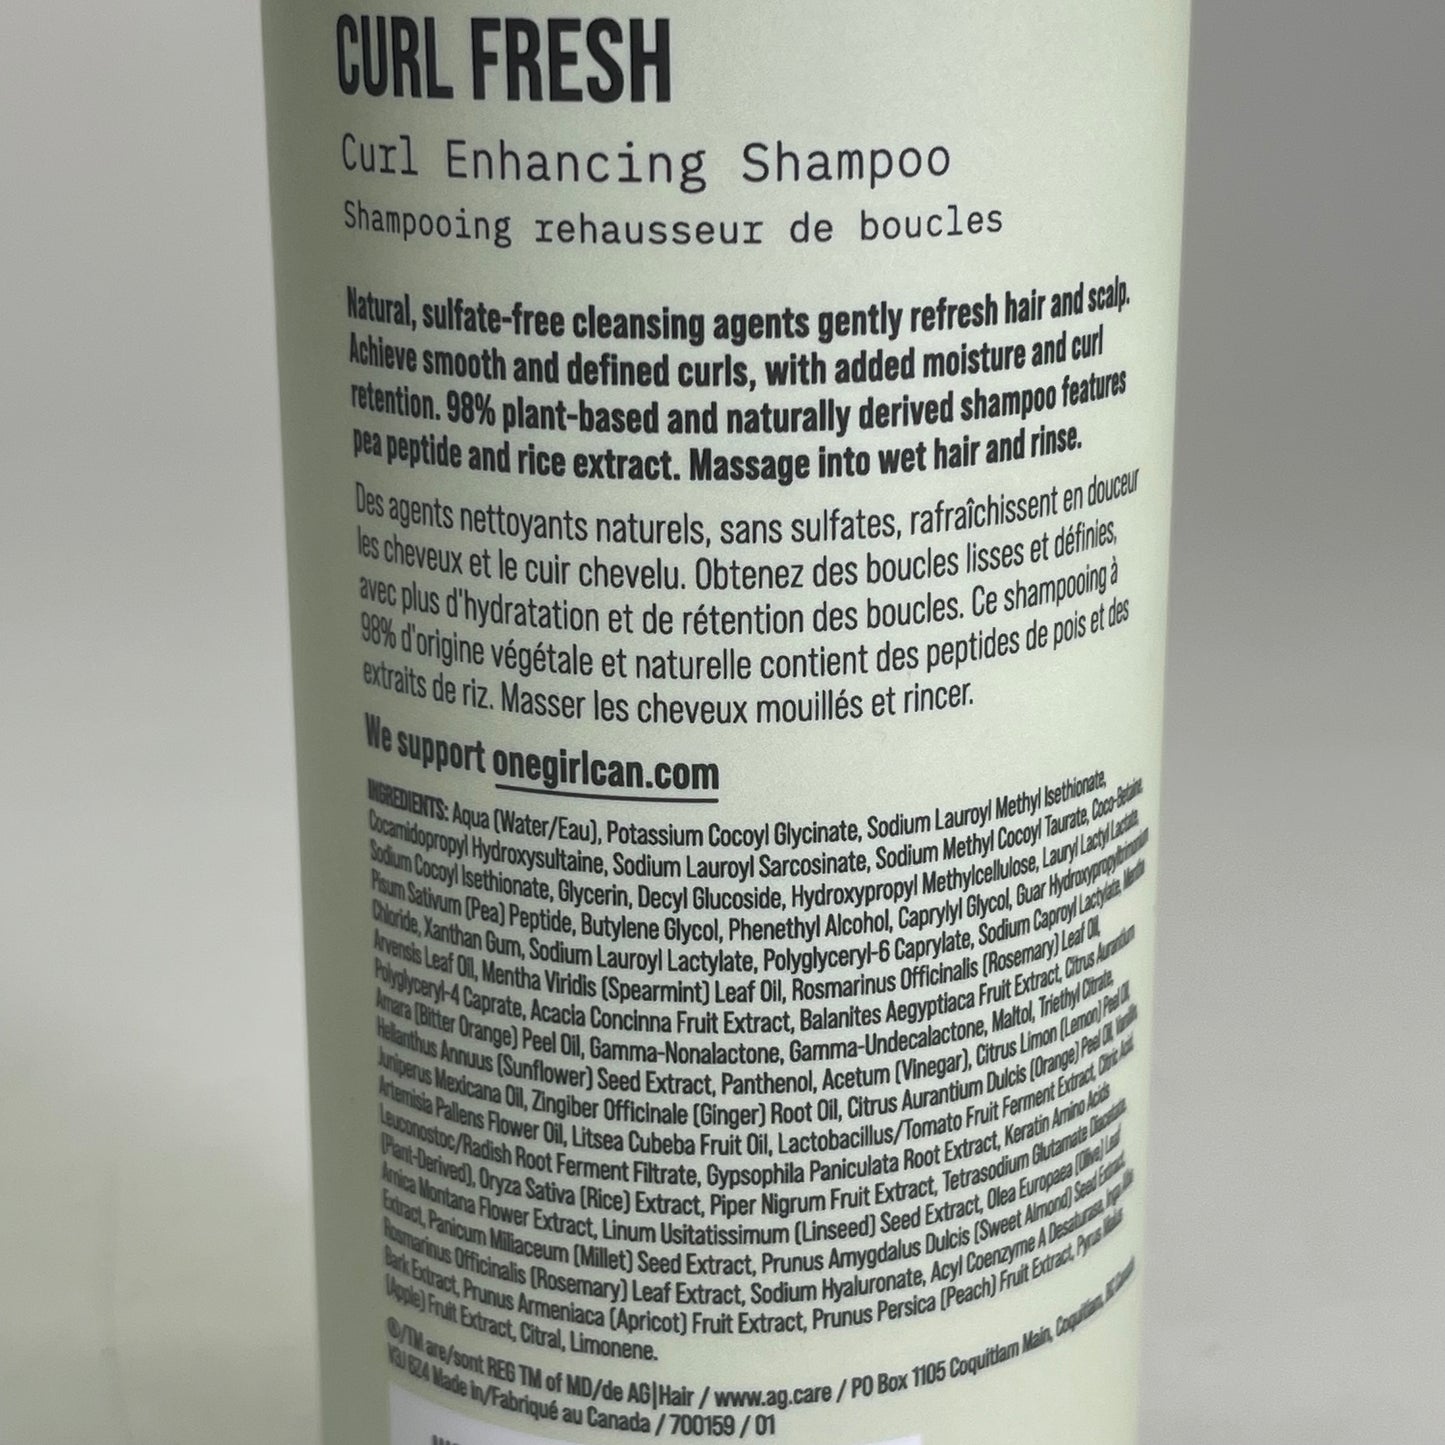 CURL FRESH
Curl Enhancing Shampoo
Shampooing rehausseur de boucles
Natural, sulfate-free cleansing agents gently refresh hair and scalp.
Achieve smooth and defined curls, with added moisture and curl
retention. 98% plant-based and naturally derived shampoo features
pea peptide and rice extract. Massage into wet hair and rinse.
Des agents nettoyants naturels, sans sulfates, rafraîchissent en douceur
les cheveux et le cuir chevelu. Obtenez des boucles lisses et définies,
avec plus d'hydratation et de rétention des boucles. Ce shampooing à
98% d'origine végétale et naturelle contient des peptides de pois et des
extraits de riz. Masser les cheveux mouillés et rincer.
We support onegirlcan.com
INGREDIENTS: Aqua (Water/Eau), Potassium Cocoyl Glycinate, Sodium Lauroyl Methyl Isethionate,
Cocamidopropyl Hydroxysultaine, Sodium Lauroyl Sarcosinate, Sodium Methyl Cocoyl Taurate, Coco-Betaine,
Sodium Cocoyl Isethionate, Glycerin, Decyl Glucoside, Hydroxypropyl Methylcellulose, Lauryl Lactyl Lactate,
Pisum Sativum (Pea) Peptide, Butylene Glycol, Phenethyl Alcohol, Caprylyl Glycol, Guar Hydroxypropyltrimonium
Chloride, Xanthan Gum, Sodium Lauroyl Lactylate, Polyglyceryl-6 Caprylate, Sodium Caproyl Lactylate, Mentha
Arvensis Leaf Oil, Mentha Viridis (Spearmint) Leaf Oil, Rosmarinus Officinalis (Rosemary) Leaf Oil,
Polyglyceryl-4 Caprate, Acacia Concinna Fruit Extract, Balanites Aegyptiaca Fruit Extract, Citrus Aurantium
Amara (Bitter Orange) Peel Oil, Gamma-Nonalactone, Gamma-Undecalactone, Maltol, Triethyl Citrate,
Helianthus Annuus (Sunflower) Seed Extract, Panthenol, Acetum (Vinegar), Citrus Limon (Lemon) Peel Oil,
Juniperus Mexicana Oil, Zingiber Officinale (Ginger) Root Oil, Citrus Aurantium Dulcis (Orange) Peel Oil, Vanillin,
Artemisia Pallens Flower Oil, Litsea Cubeba Fruit Oil, Lactobacillus/Tomato Fruit Ferment Extract, Citric Acid,
Leuconostoc/Radish Root Ferment Filtrate, Gypsophila Paniculata Root Extract, Keratin Amino Acids
(Plant-Derived), Oryza Sativa (Rice) Extract, Piper Nigrum Fruit Extract, Tetrasodium Glutamate Diacetate,
Arnica Montana Flower Extract, Linum Usitatissimum (Linseed) Seed Extract, Olea Europaea (Olive) Leaf
Extract, Panicum Miliaceum (Millet) Seed Extract, Prunus Amygdalus Dulcis (Sweet Almond) Seed Extract,
Rosmarinus Officinalis (Rosemary) Leaf Extract, Sodium Hyaluronate, Acyl Coenzyme A Desaturase,
Bark Extract, Prunus Armeniaca (Apricot) Fruit Extract, Prunus Persica (Peach) Fruit Extract, Pyrus Malus
(Apple) Fruit Extract, Citral, Limonene.
®/TM are/sont REG TM of MD/de AG|Hair / www.ag.care / PO Box 1105 Coquitlam Main, Coquitlam, BC Canada
V3J 6Z4 Made in/Fabriqué au Canada / 700159 / 01